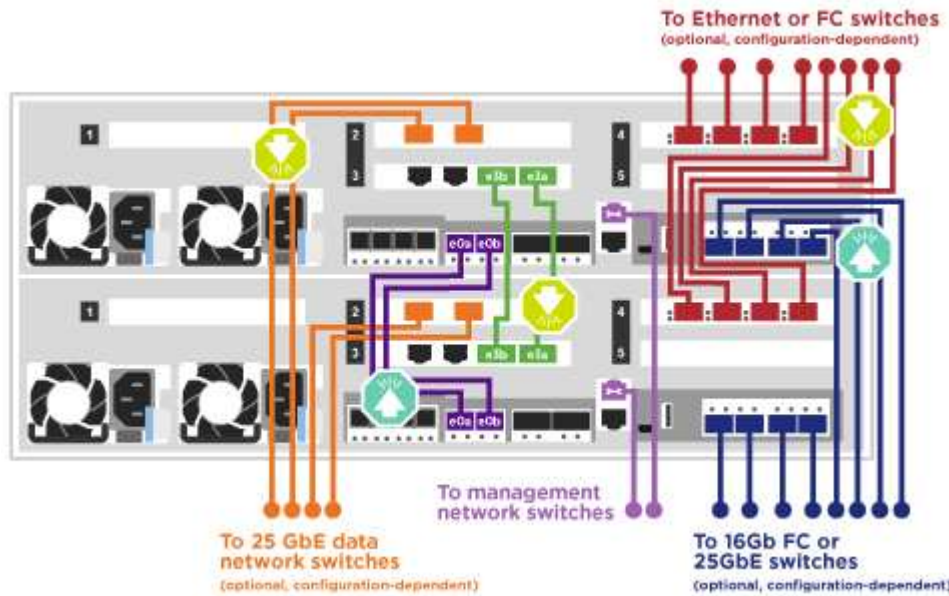 To Ethernet or FC switches
(optional, configuration-dependent)
1
2
4
3
e3b
e3a
5
e0a
e0b
1
2
4
3
e3b
e3a
5
e0a
e0b
To management
network switches
To 25 GbE data
network switches
(optional, configuration-dependent)
To 16Gb FC or
25GbE switches
(optional, configuration-dependent)